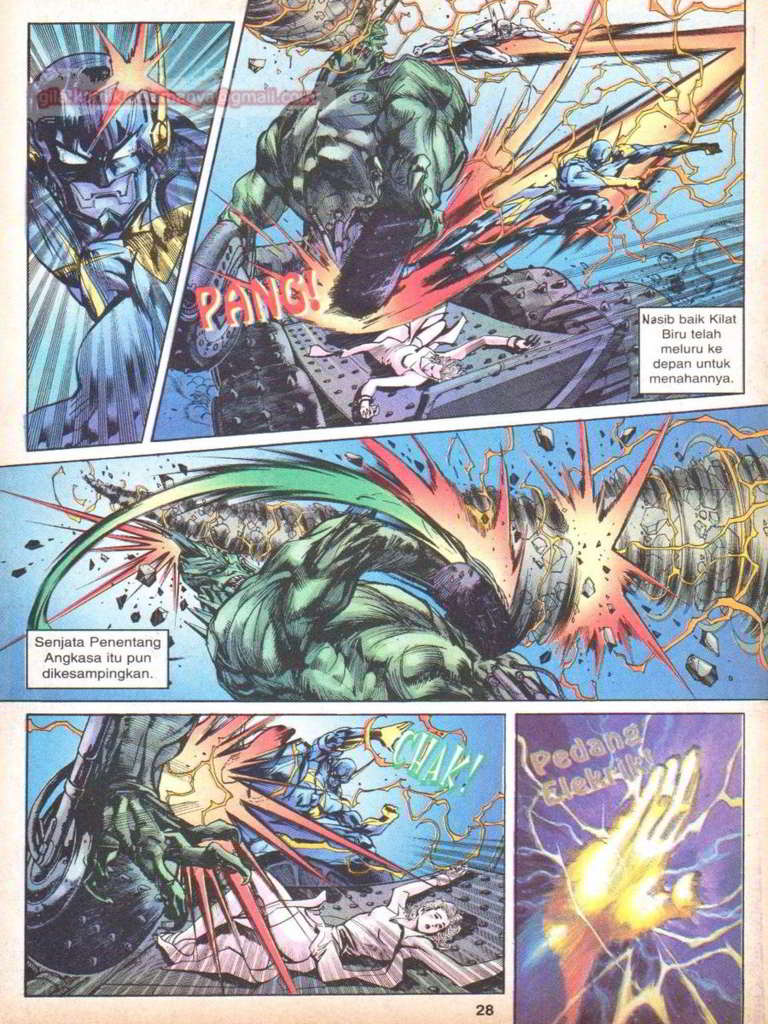 PANG!
Nasib baik Kilat
Biru telah
meluru ke
depan untuk
menahannya.
Senjata Penentang
Angkasa itu pun
dikesampingkan.
CHAK!
Pedang
Elekrik!
28